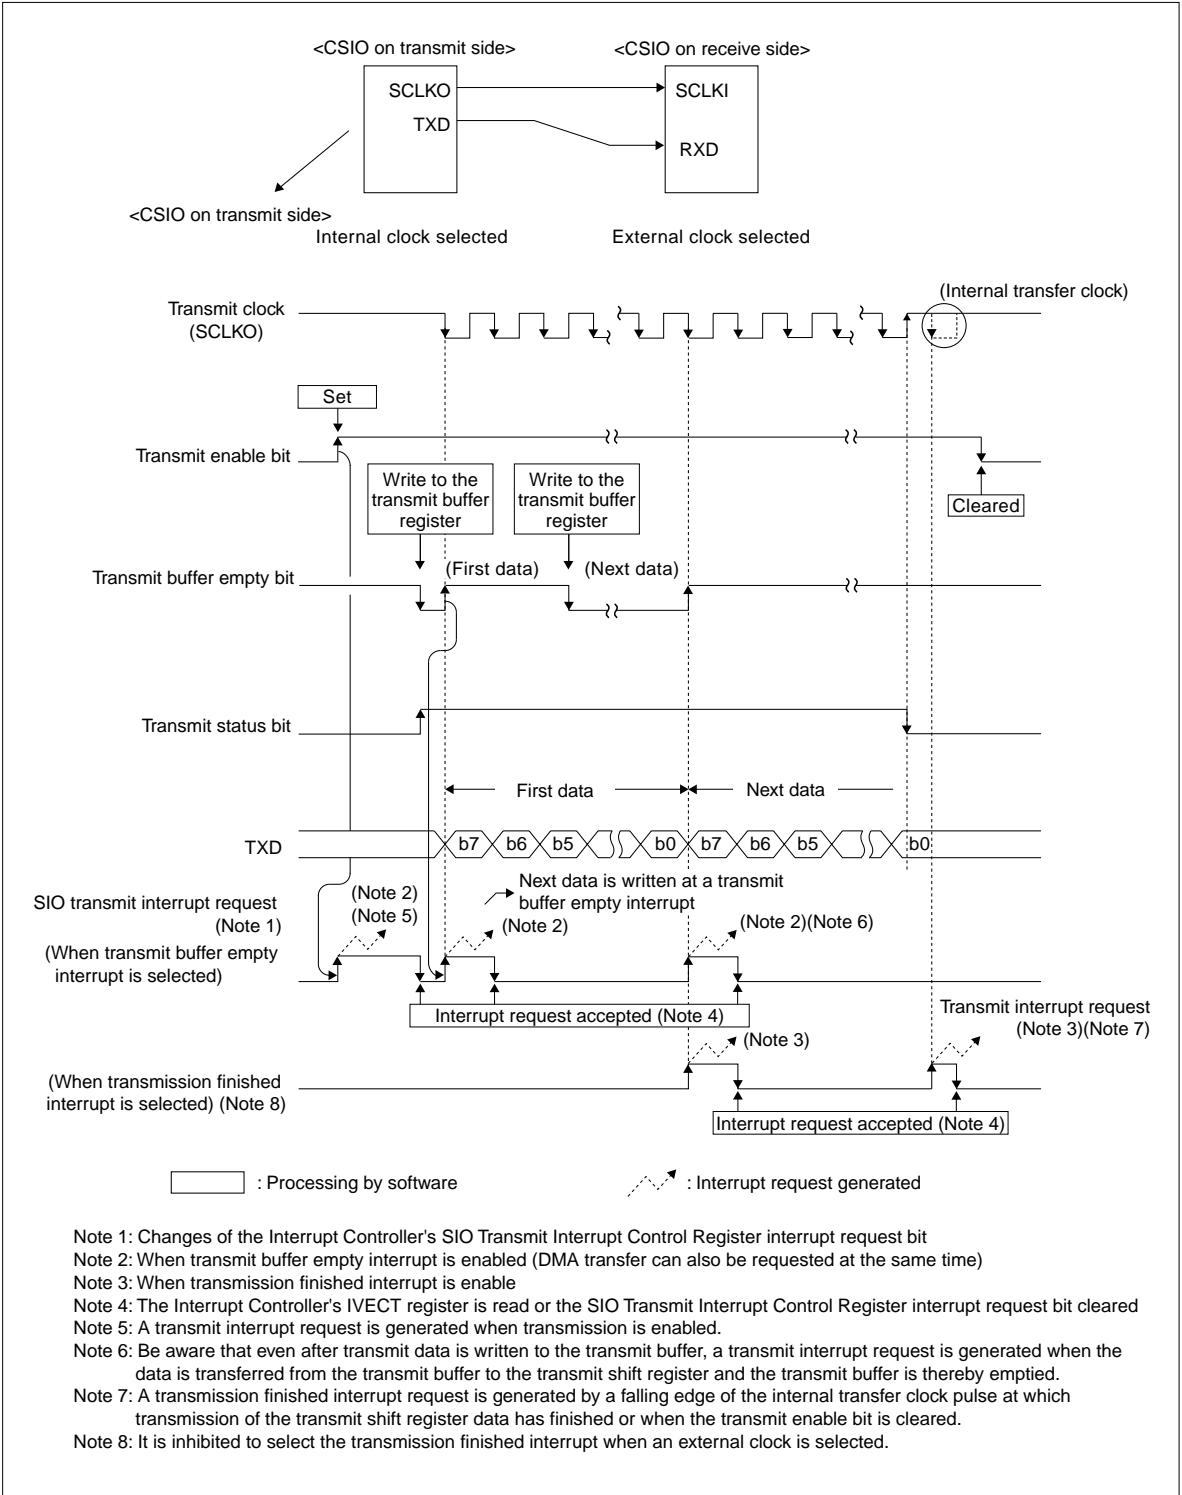 <CSIO on transmit side>
<CSIO on receive side>
SCLKO
SCLKI
TXD
RXD
<CSIO on transmit side>
Internal clock selected
External clock selected
(Internal transfer clock)
Transmit clock
(SCLKO)
Set
Transmit enable bit
Write to the
transmit buffer
register
Write to the
transmit buffer
register
Cleared
Transmit buffer empty bit
(First data)
(Next data)
Transmit status bit
First data
Next data
TXD
b7
b6
b5
b0
b7
b6
b5
b0
Next data is written at a transmit
buffer empty interrupt
SIO transmit interrupt request
(Note 1)
(Note 2)
(Note 5)
(Note 2)
(Note 2)(Note 6)
(When transmit buffer empty
interrupt is selected)
Interrupt request accepted (Note 4)
Transmit interrupt request
(Note 3)(Note 7)
(Note 3)
(When transmission finished
interrupt is selected) (Note 8)
Interrupt request accepted (Note 4)
: Processing by software
: Interrupt request generated
Note 1: Changes of the Interrupt Controller's SIO Transmit Interrupt Control Register interrupt request bit
Note 2: When transmit buffer empty interrupt is enabled (DMA transfer can also be requested at the same time)
Note 3: When transmission finished interrupt is enable
Note 4: The Interrupt Controller's IVECT register is read or the SIO Transmit Interrupt Control Register interrupt request bit cleared
Note 5: A transmit interrupt request is generated when transmission is enabled.
Note 6: Be aware that even after transmit data is written to the transmit buffer, a transmit interrupt request is generated when the
data is transferred from the transmit buffer to the transmit shift register and the transmit buffer is thereby emptied.
Note 7: A transmission finished interrupt request is generated by a falling edge of the internal transfer clock pulse at which
transmission of the transmit shift register data has finished or when the transmit enable bit is cleared.
Note 8: It is inhibited to select the transmission finished interrupt when an external clock is selected.